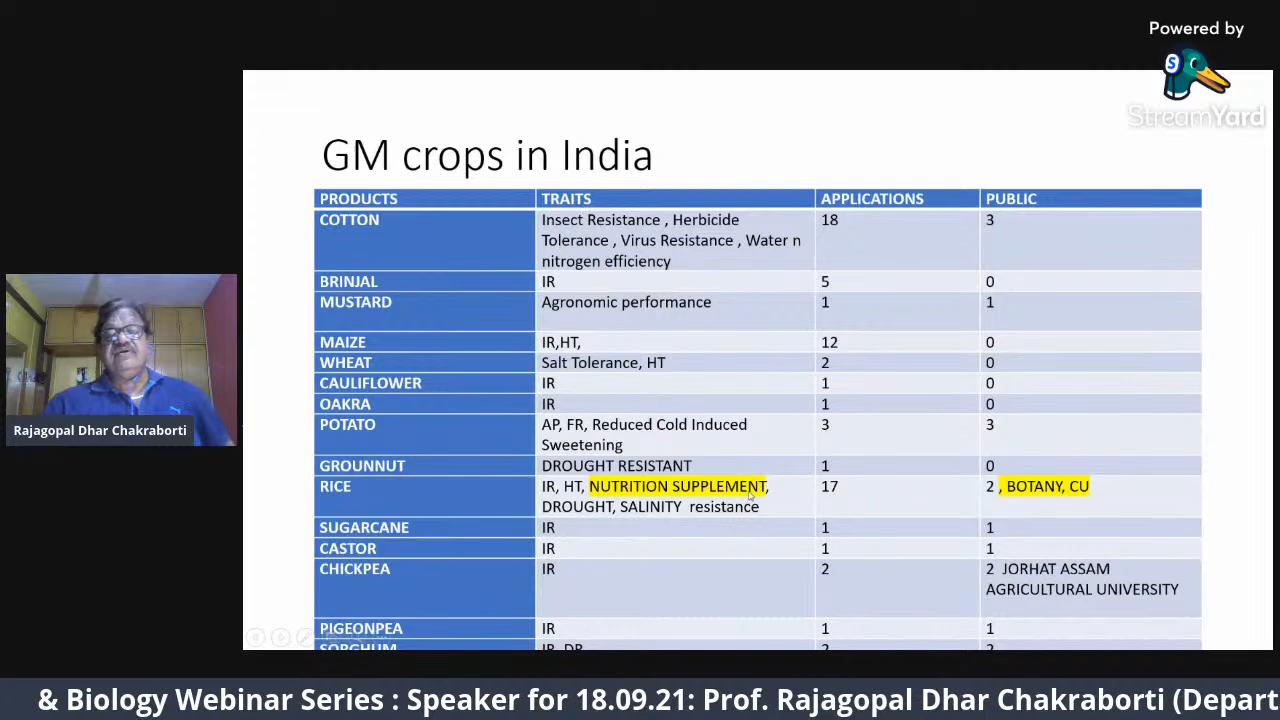 Powered by
StreamYard
GM crops in India
PRODUCTS TRAITS APPLICATIONS PUBLIC
COTTON Insect Resistance , Herbicide 18 3
Tolerance , Virus Resistance , Water n
nitrogen efficiency
BRINJAL IR 5 0
MUSTARD Agronomic performance 1 1
MAIZE IR,HT, 12 0
WHEAT Salt Tolerance, HT 2 0
CAULIFLOWER IR 1 0
OAKRA IR 1 0
POTATO AP, FR, Reduced Cold Induced 3 3
Sweetening
GROUNNUT DROUGHT RESISTANT 1 0
RICE IR, HT, NUTRITION SUPPLEMENT, 17 2 , BOTANY, CU
DROUGHT, SALINITY resistance
SUGARCANE IR 1 1
CASTOR IR 1 1
CHICKPEA IR 2 2 JORHAT ASSAM
AGRICULTURAL UNIVERSITY
PIGEONPEA IR 1 1
SORGHUM IR, DR 2 2
Rajagopal Dhar Chakraborti
& Biology Webinar Series : Speaker for 18.09.21: Prof. Rajagopal Dhar Chakraborti (Depart